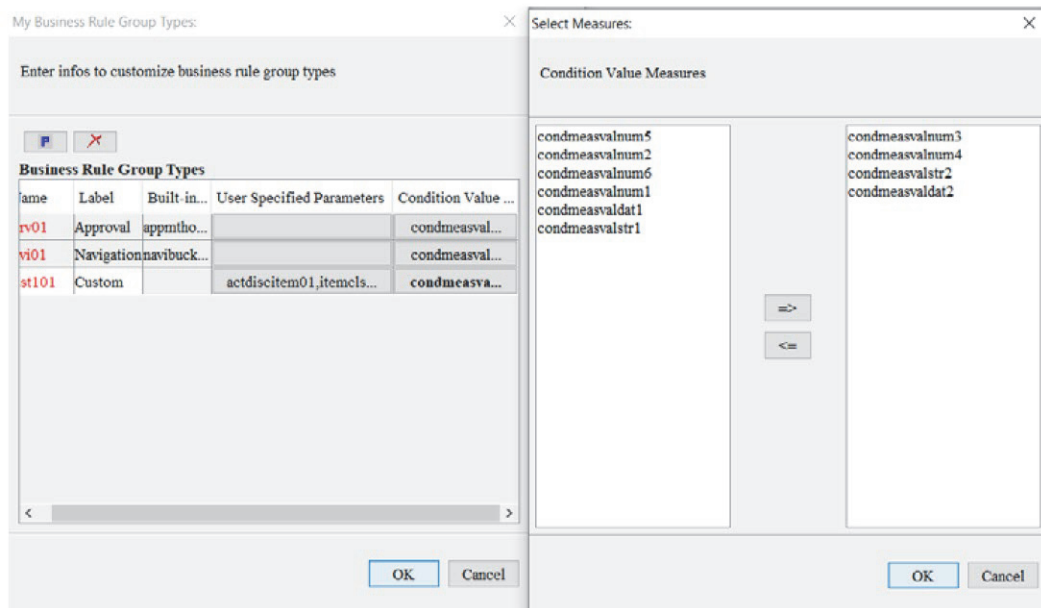 My Business Rule Group Types:
Enter infos to customize business rule group types
P
Business Rule Group Types
ame Label Built-in... User Specified Parameters Condition Value ...
rv01 Approval appmtho... condmeasval...
vi01 Navigation navibuck... condmeasval...
st101 Custom actdiscitem01,itemcls... condmeasva...
OK Cancel
Select Measures:
Condition Value Measures
condmeasvalnum5
condmeasvalnum2
condmeasvalnum6
condmeasvalnum1
condmeasvaldat1
condmeasvalstr1
=>
<=
condmeasvalnum3
condmeasvalnum4
condmeasvalstr2
condmeasvaldat2
OK Cancel